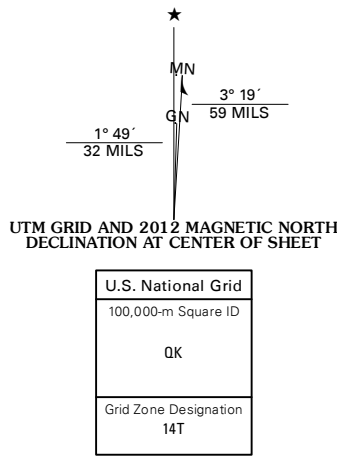 ★
MN
GN
3° 19´
59 MILS
1° 49´
32 MILS
UTM GRID AND 2012 MAGNETIC NORTH
DECLINATION AT CENTER OF SHEET
U.S. National Grid
100,000-m Square ID
QK
Grid Zone Designation
14T